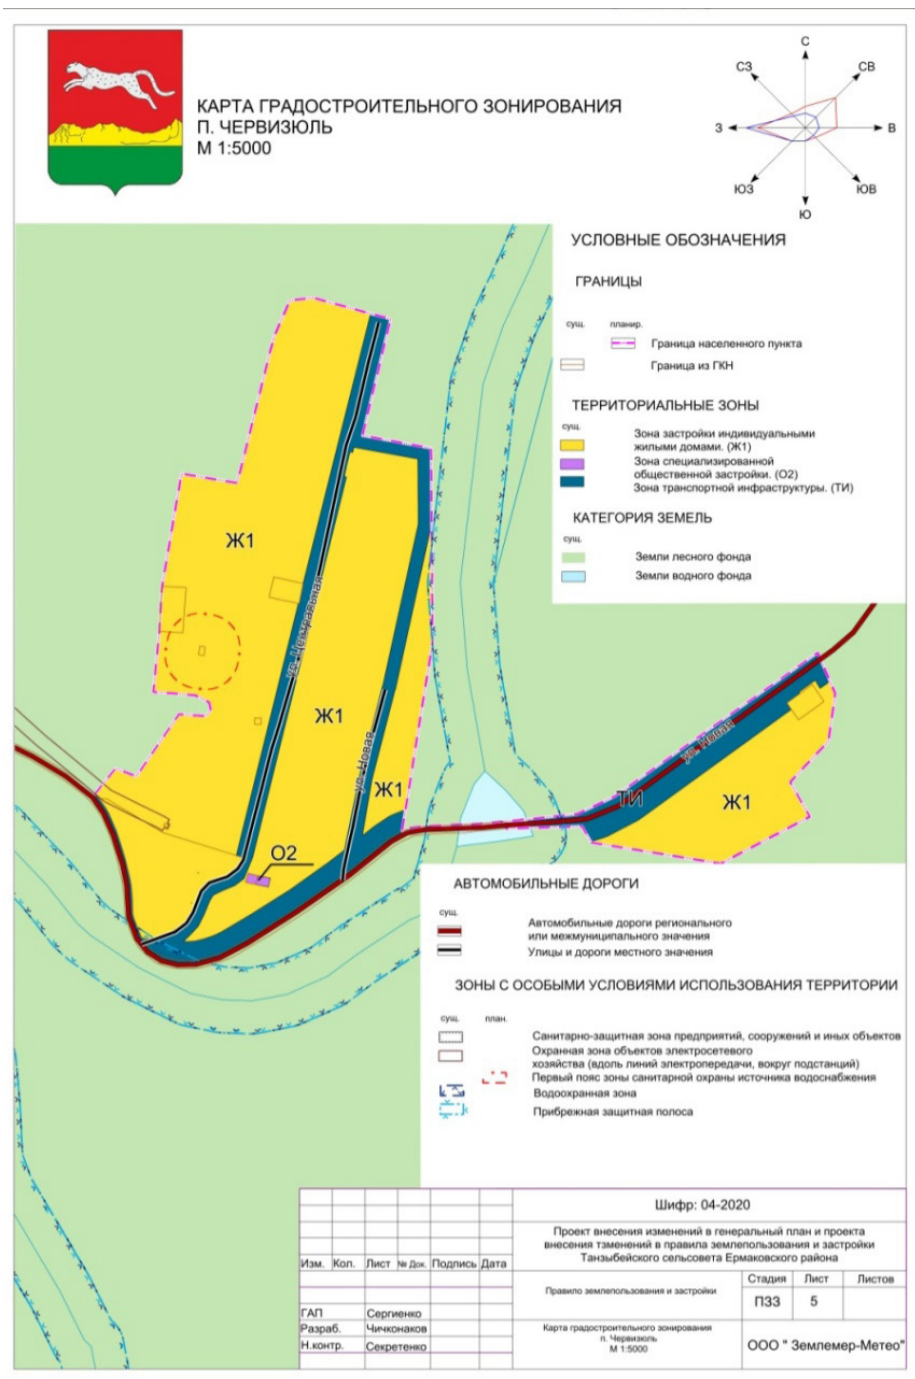 КАРТА ГРАДОСТРОИТЕЛЬНОГО ЗОНИРОВАНИЯ
П. ЧЕРВИЗЮЛЬ
М 1:5000
С
СЗ
СВ
З
В
ЮЗ
ЮВ
Ю
УСЛОВНЫЕ ОБОЗНАЧЕНИЯ
ГРАНИЦЫ
сущ.
планир.
Граница населенного пункта
Граница из ГКН
ТЕРРИТОРИАЛЬНЫЕ ЗОНЫ
сущ.
Зона застройки индивидуальными
жилыми домами. (Ж1)
Зона специализированной
общественной застройки. (О2)
Зона транспортной инфраструктуры. (ТИ)
КАТЕГОРИЯ ЗЕМЕЛЬ
сущ.
Земли лесного фонда
Земли водного фонда
Ж1
ул. Центральная
Ж1
ул. Новая
Ж1
ул. Новая
ТИ
Ж1
О2
АВТОМОБИЛЬНЫЕ ДОРОГИ
сущ.
Автомобильные дороги регионального
или межмуниципального значения
Улицы и дороги местного значения
ЗОНЫ С ОСОБЫМИ УСЛОВИЯМИ ИСПОЛЬЗОВАНИЯ ТЕРРИТОРИИ
сущ.
план.
Санитарно-защитная зона предприятий, сооружений и иных объектов
Охранная зона объектов электросетевого
хозяйства (вдоль линий электропередачи, вокруг подстанций)
Первый пояс зоны санитарной охраны источника водоснабжения
Водоохранная зона
Прибрежная защитная полоса
Шифр: 04-2020
Проект внесения изменений в генеральный план и проекта
внесения тзменений в правила землепользования и застройки
Танзыбейского сельсовета Ермаковского района
Изм. Кол. Лист № Док. Подпись Дата
Правило землепользования и застройки
Стадия Лист Листов
ПЗЗ 5
ГАП Сергиенко
Разраб. Чичконаков
Н.контр. Секретенко
Карта градостроительного зонирования
п. Червизюль
М 1:5000
ООО " Землемер-Метео"